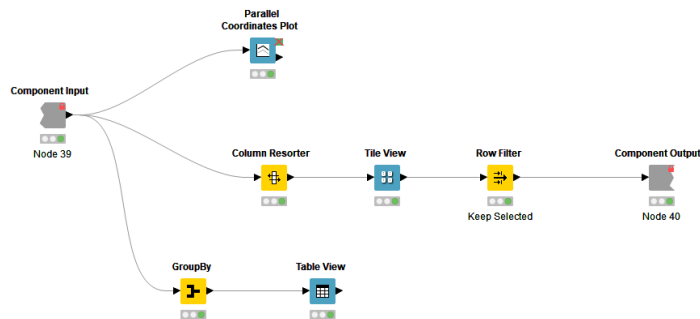 Parallel
Coordinates Plot
Component Input
Node 39
Column Resorter
Tile View
Row Filter
Component Output
Keep Selected
Node 40
GroupBy
Table View